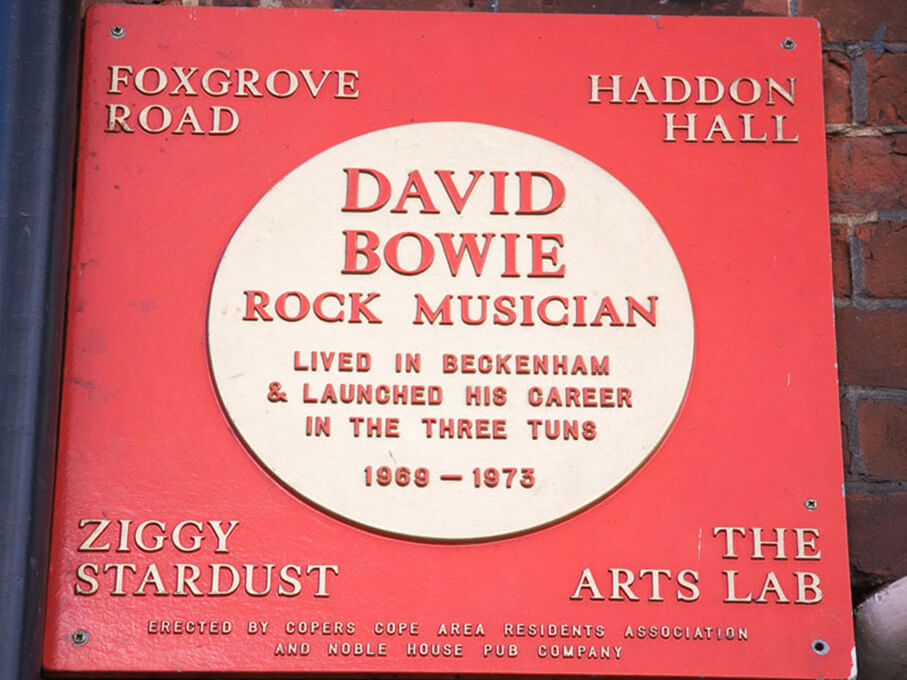 FOXGROVE
ROAD
HADDON
HALL
DAVID
BOWIE
ROCK MUSICIAN
LIVED IN BECKENHAM
& LAUNCHED HIS CAREER
IN THE THREE TUNS
1969 – 1973
ZIGGY
STARDUST
THE
ARTS LAB
ERECTED BY COPERS COPE AREA RESIDENTS ASSOCIATION
AND NOBLE HOUSE PUB COMPANY